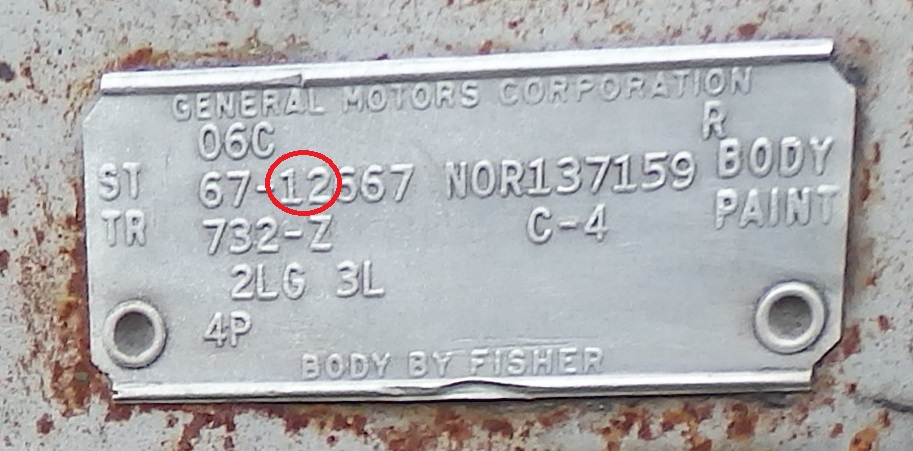 GENERAL MOTORS CORPORATION
06C R
ST 67-12667 NOR137159 BODY
TR 732-Z C-4 PAINT
2LG 3L
4P
BODY BY FISHER